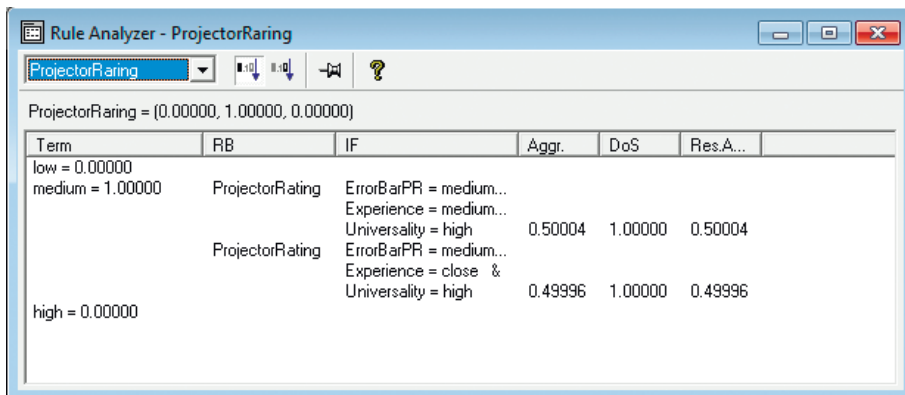 Rule Analyzer - ProjectorRaring
ProjectorRaring
ProjectorRaring = (0.00000, 1.00000, 0.00000)
Term RB IF Aggr. DoS Res.A...
low = 0.00000
medium = 1.00000 ProjectorRating ErrorBarPR = medium...
Experience = medium...
Universality = high 0.50004 1.00000 0.50004
ProjectorRating ErrorBarPR = medium...
Experience = close &
Universality = high 0.49996 1.00000 0.49996
high = 0.00000